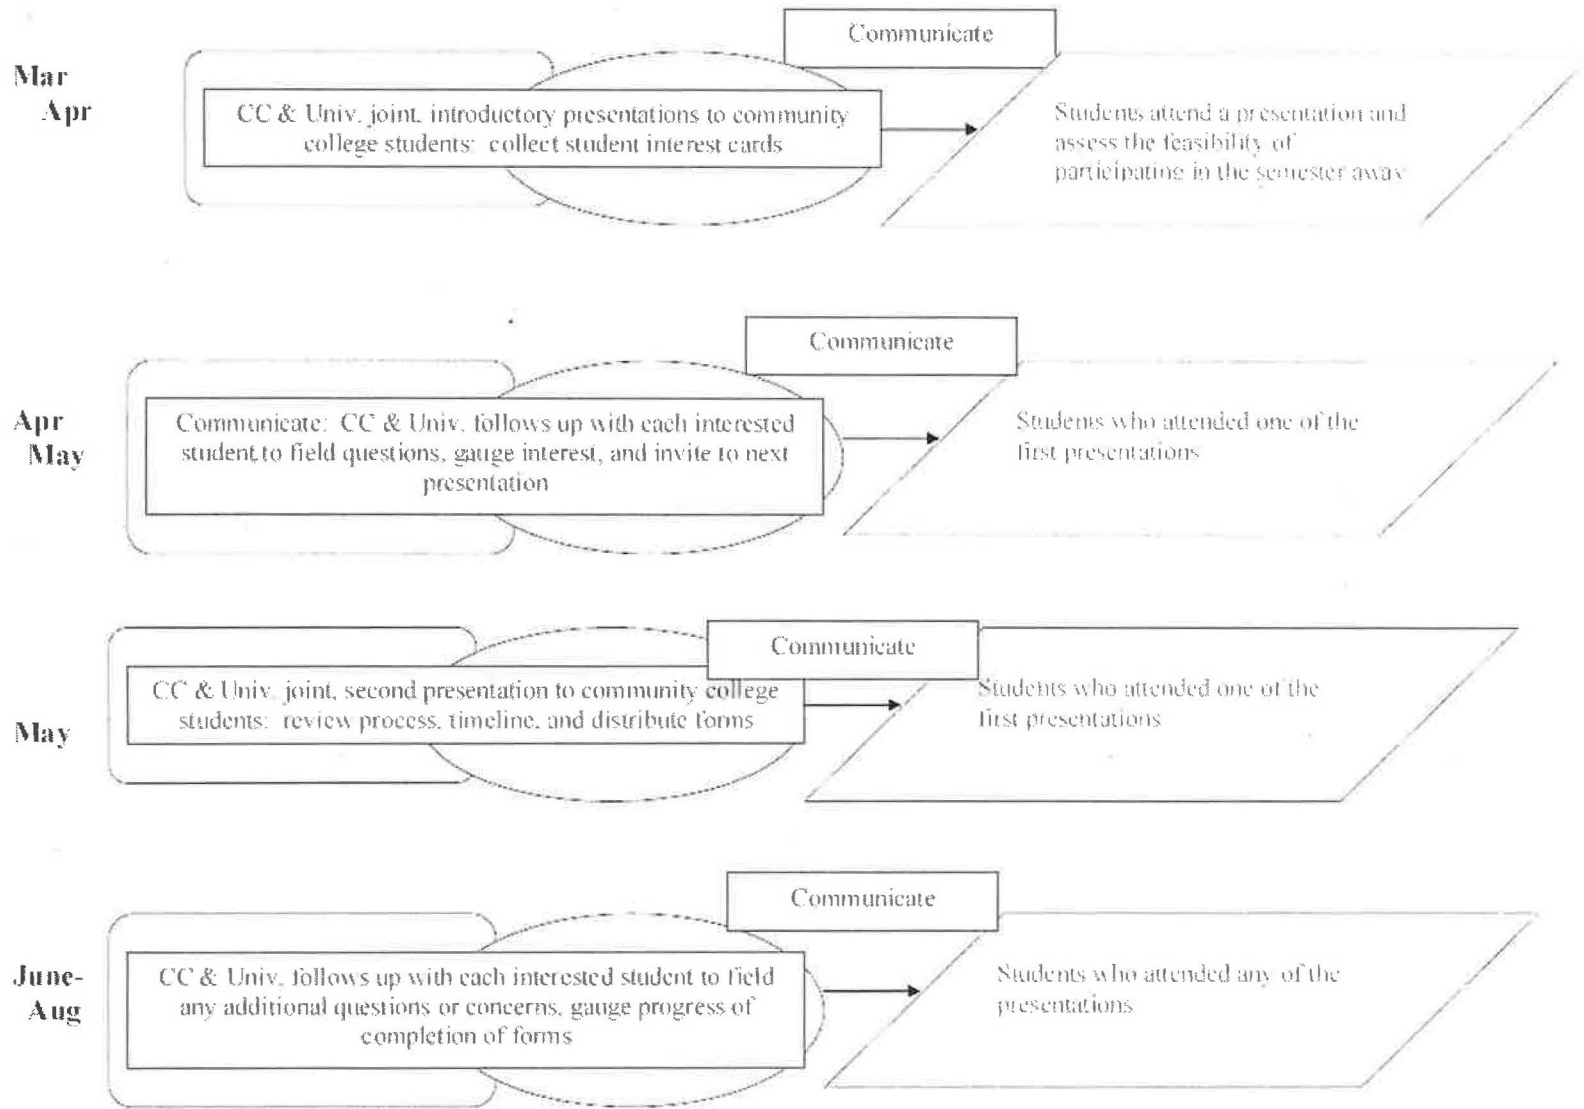 Communicate
Mar
Apr
CC & Univ. joint, introductory presentations to community
college students: collect student interest cards
Students attend a presentation and
assess the feasibility of
participating in the semester away
Communicate
Apr
May
Communicate: CC & Univ. follows up with each interested
student to field questions, gauge interest, and invite to next
presentation
Students who attended one of the
first presentations
Communicate
May
CC & Univ. joint, second presentation to community college
students: review process, timeline, and distribute forms
Students who attended one of the
first presentations
Communicate
June-
Aug
CC & Univ. follows up with each interested student to field
any additional questions or concerns, gauge progress of
completion of forms
Students who attended any of the
presentations